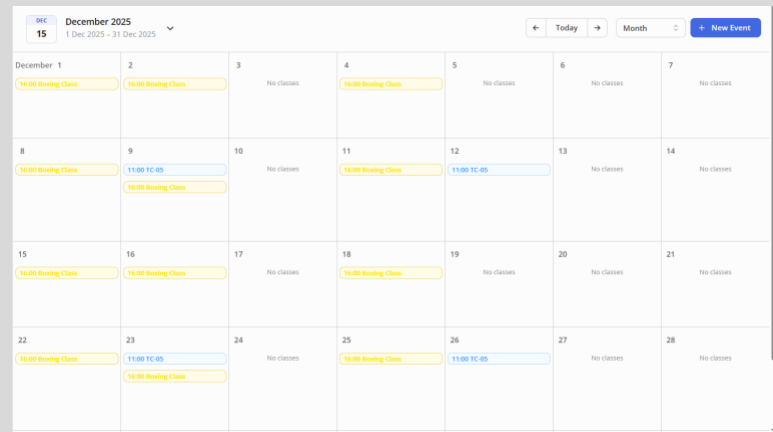 DEC
15
December 2025
1 Dec 2025 – 31 Dec 2025
Today
Month
+ New Event
December 1
2
3
4
5
6
7
16:00 Boxing Class
16:00 Boxing Class
No classes
16:00 Boxing Class
No classes
No classes
No classes
8
9
10
11
12
13
14
16:00 Boxing Class
11:00 TC-05
No classes
16:00 Boxing Class
11:00 TC-05
No classes
No classes
16:00 Boxing Class
15
16
17
18
19
20
21
16:00 Boxing Class
16:00 Boxing Class
No classes
16:00 Boxing Class
No classes
No classes
No classes
22
23
24
25
26
27
28
16:00 Boxing Class
11:00 TC-05
No classes
16:00 Boxing Class
11:00 TC-05
No classes
No classes
16:00 Boxing Class